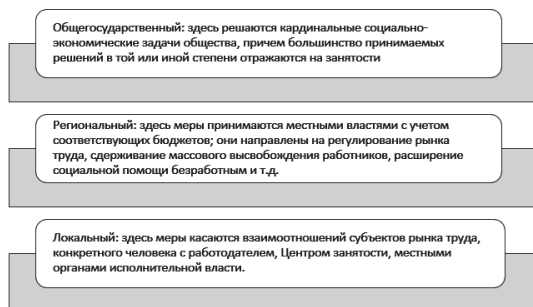 Общегосударственный: здесь решаются кардинальные социально-
экономические задачи общества, причем большинство принимаемых
решений в той или иной степени отражаются на занятости
Региональный: здесь меры принимаются местными властями с учетом
соответствующих бюджетов; они направлены на регулирование рынка
труда, сдерживание массового высвобождения работников, расширение
социальной помощи безработным и т.д.
Локальный: здесь меры касаются взаимоотношений субъектов рынка труда,
конкретного человека с работодателем, Центром занятости, местными
органами исполнительной власти.